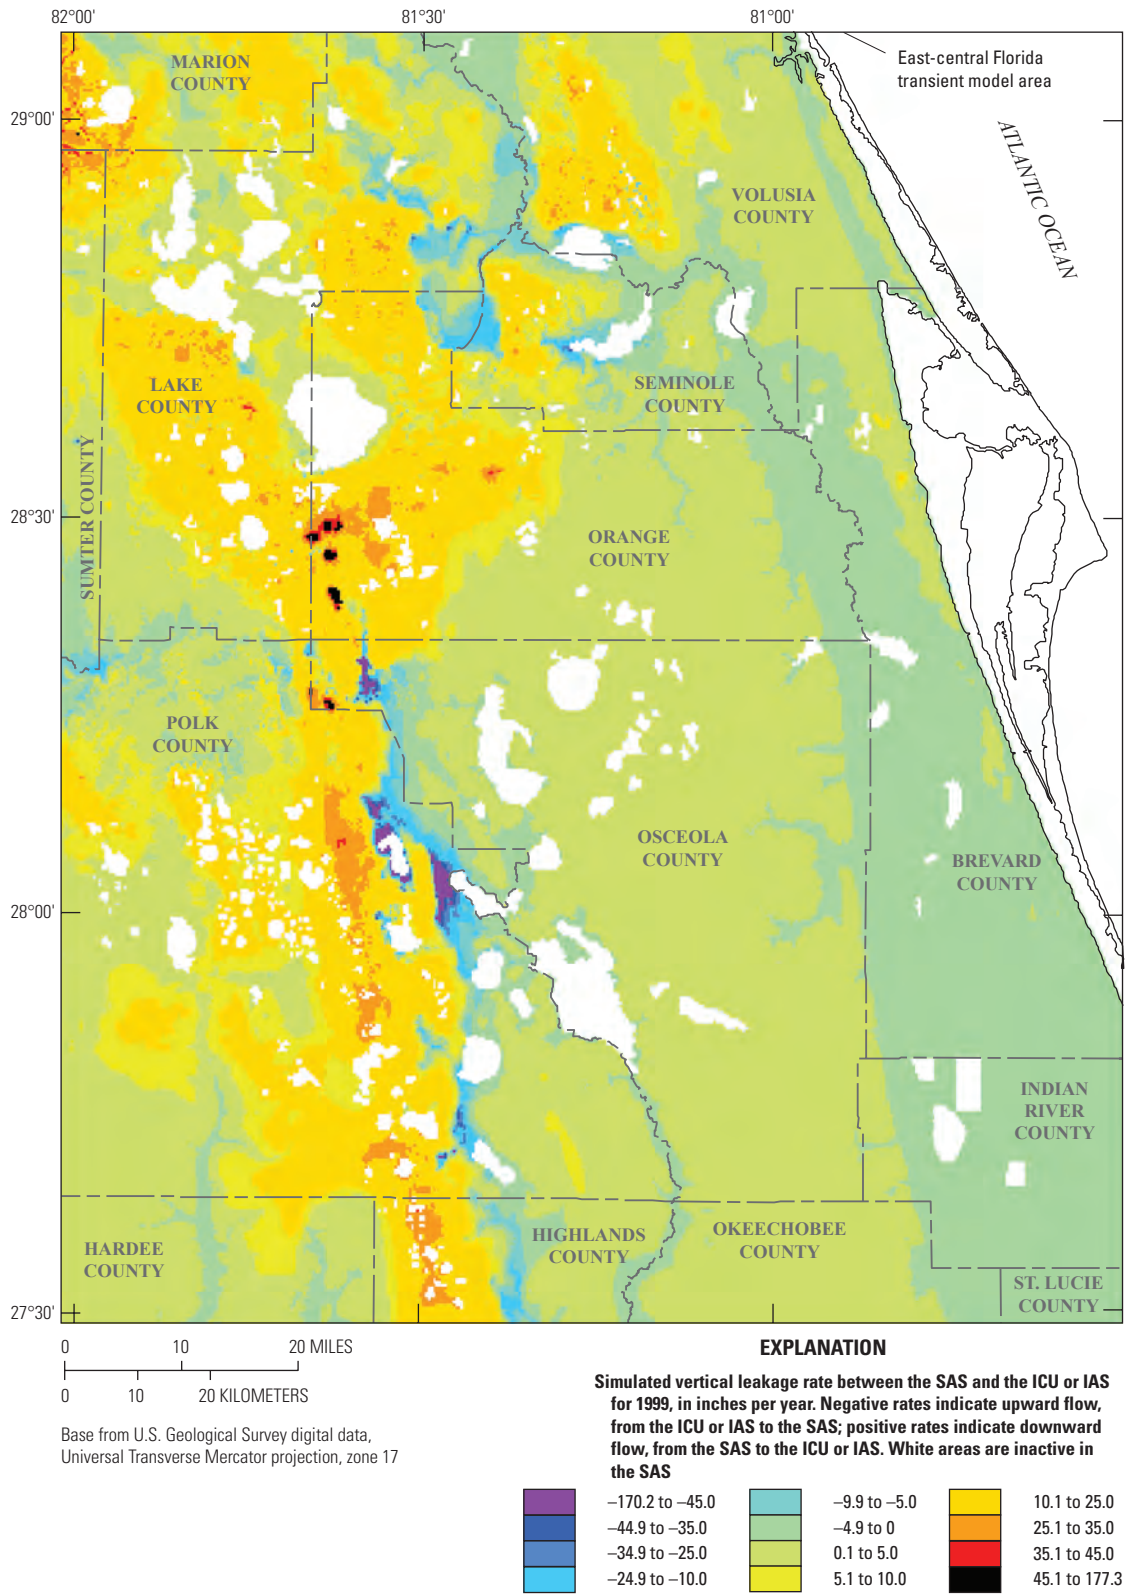 82°00'
81°30'
81°00'
East-central Florida
transient model area
MARION
COUNTY
29°00'
ATLANTIC OCEAN
VOLUSIA
COUNTY
LAKE
COUNTY
SEMINOLE
COUNTY
SUMTER COUNTY
28°30'
ORANGE
COUNTY
POLK
COUNTY
OSCEOLA
COUNTY
BREVARD
COUNTY
28°00'
INDIAN
RIVER
COUNTY
HARDEE
COUNTY
HIGHLANDS
COUNTY
OKEECHOBEE
COUNTY
ST. LUCIE
COUNTY
27°30'
0 10 20 MILES
0 10 20 KILOMETERS
Base from U.S. Geological Survey digital data,
Universal Transverse Mercator projection, zone 17
EXPLANATION
Simulated vertical leakage rate between the SAS and the ICU or IAS
for 1999, in inches per year. Negative rates indicate upward flow,
from the ICU or IAS to the SAS; positive rates indicate downward
flow, from the SAS to the ICU or IAS. White areas are inactive in
the SAS
–170.2 to –45.0
–44.9 to –35.0
–34.9 to –25.0
–24.9 to –10.0
–9.9 to –5.0
–4.9 to 0
0.1 to 5.0
5.1 to 10.0
10.1 to 25.0
25.1 to 35.0
35.1 to 45.0
45.1 to 177.3